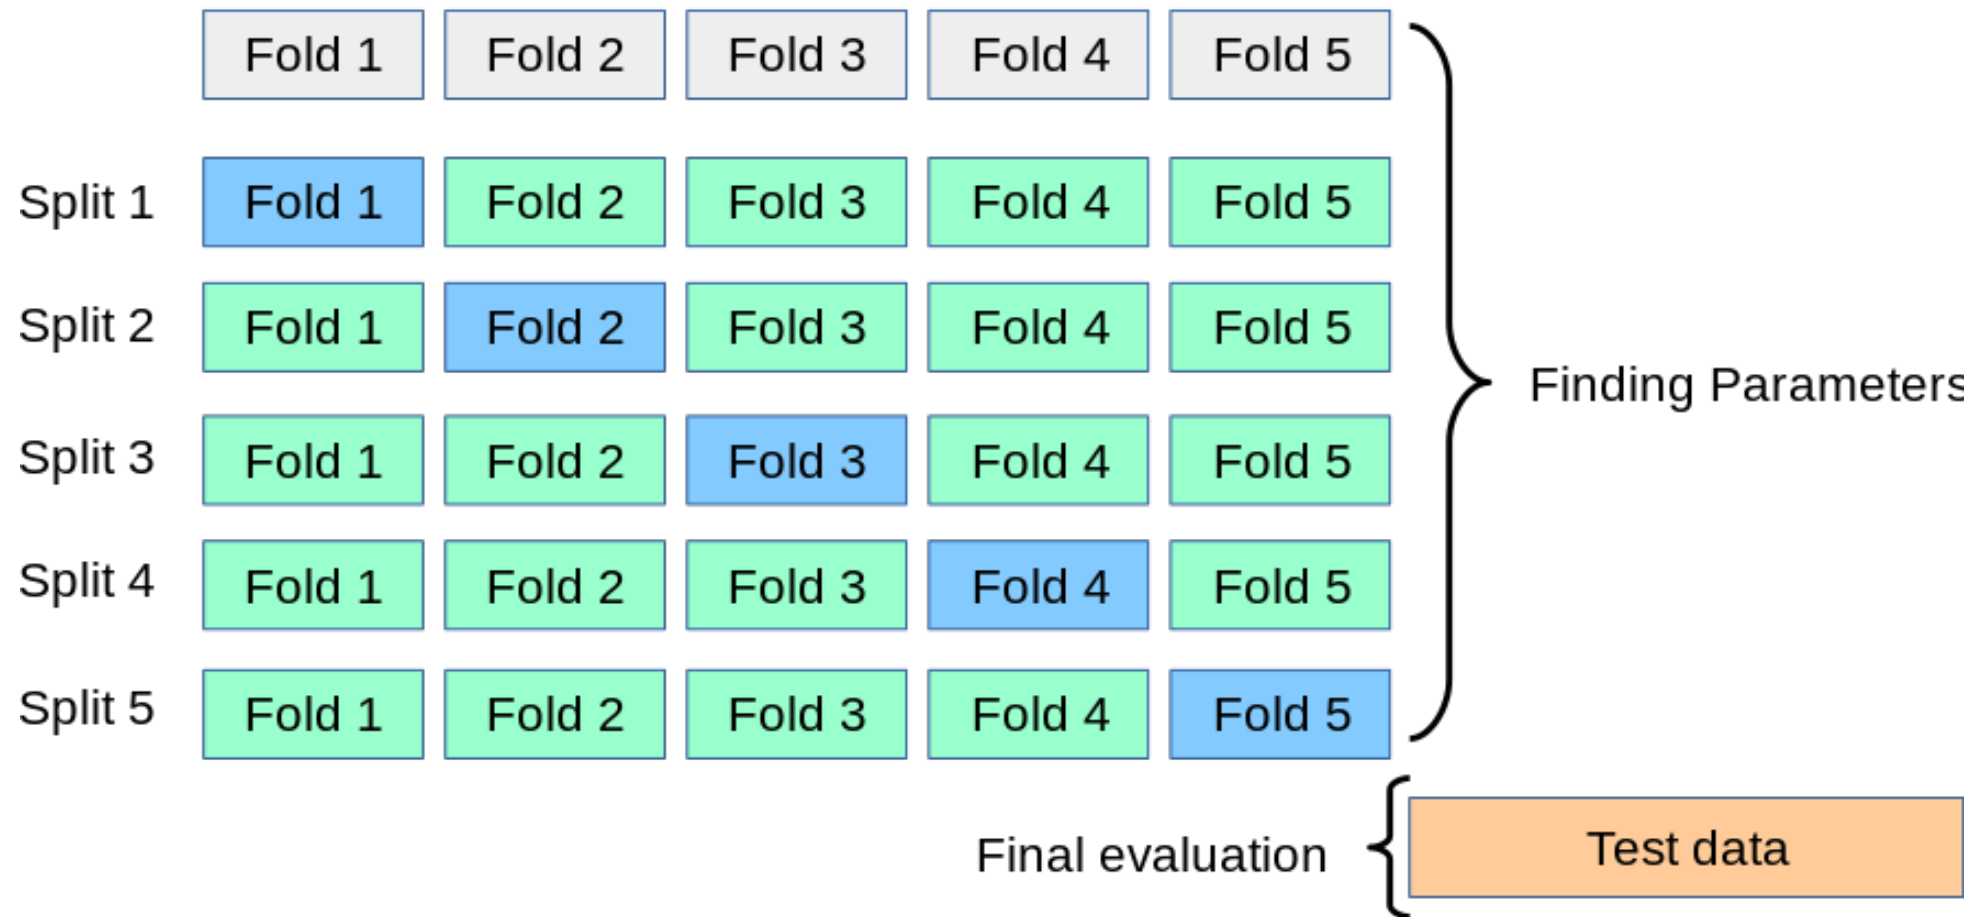 Fold 1 Fold 2 Fold 3 Fold 4 Fold 5
Split 1 Fold 1 Fold 2 Fold 3 Fold 4 Fold 5
Split 2 Fold 1 Fold 2 Fold 3 Fold 4 Fold 5
Finding Parameters
Split 3 Fold 1 Fold 2 Fold 3 Fold 4 Fold 5
Split 4 Fold 1 Fold 2 Fold 3 Fold 4 Fold 5
Split 5 Fold 1 Fold 2 Fold 3 Fold 4 Fold 5
Final evaluation Test data